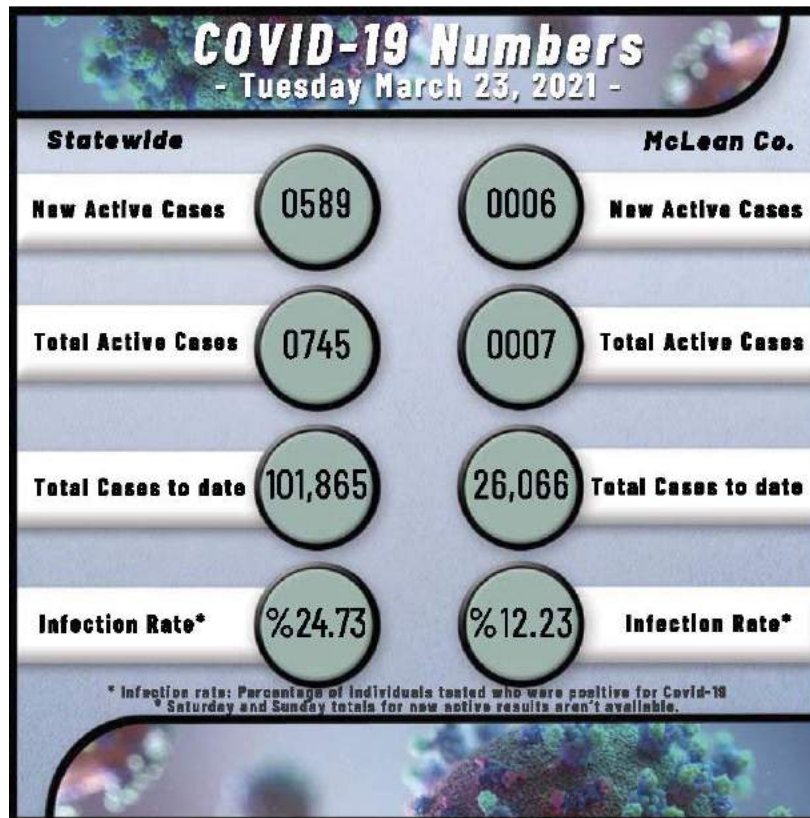 COVID-19 Numbers
- Tuesday March 23, 2021 -
Statewide
McLean Co.
New Active Cases 0589 0006 New Active Cases
Total Active Cases 0745 0007 Total Active Cases
Total Cases to date 101,865 26,066 Total Cases to date
Infection Rate* %24.73 %12.23 Infection Rate*
* Infection rate: Percentage of individuals tested who were positive for Covid-19
* Saturday and Sunday totals for new active results aren't available.